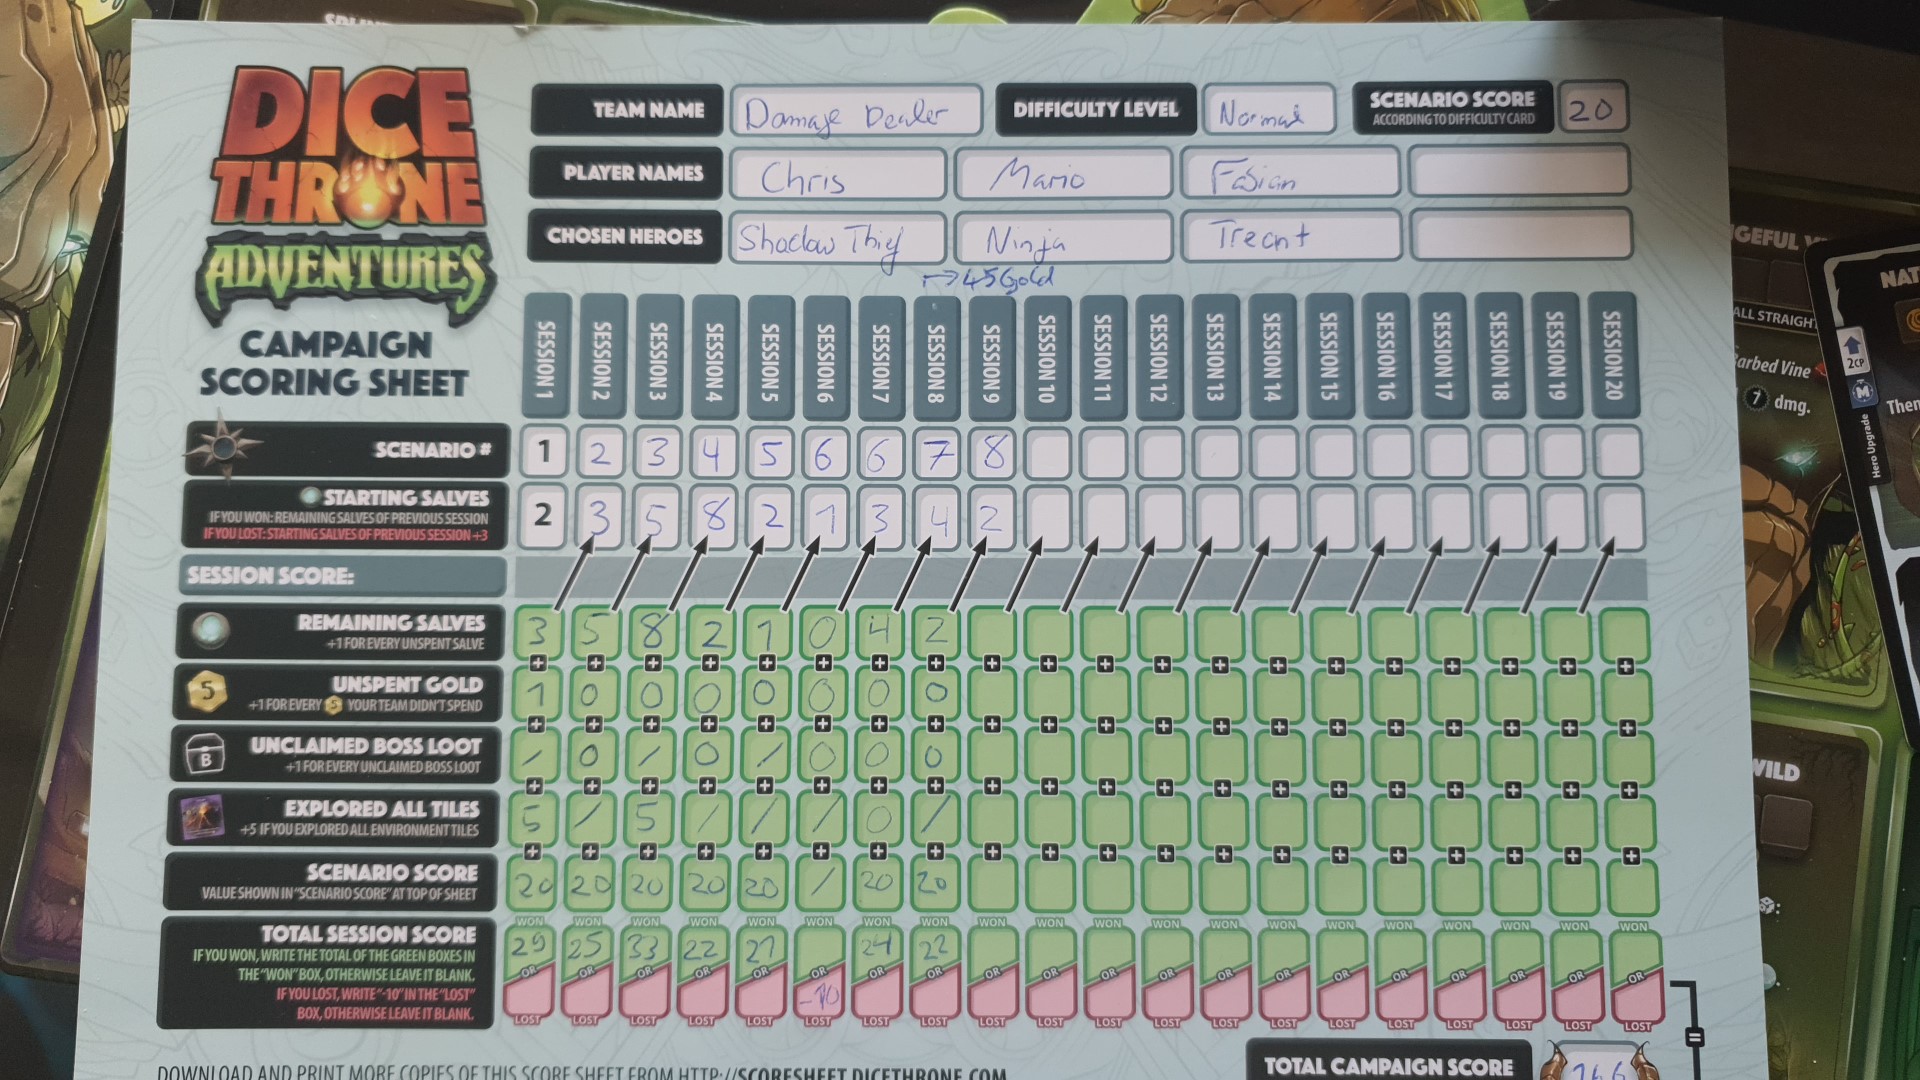 DICE
THRONE
ADVENTURES
CAMPAIGN
SCORING SHEET
TEAM NAME Damage Dealer DIFFICULTY LEVEL Normal SCENARIO SCORE 20
ACCORDING TO DIFFICULTY CARD
PLAYER NAMES Chris Mario Fabian
CHOSEN HEROES Shadow Thief Ninja Treant
→45Gold
SESSION 1 SESSION 2 SESSION 3 SESSION 4 SESSION 5 SESSION 6 SESSION 7 SESSION 8 SESSION 9 SESSION 10 SESSION 11 SESSION 12 SESSION 13 SESSION 14 SESSION 15 SESSION 16 SESSION 17 SESSION 18 SESSION 19 SESSION 20
SCENARIO # 1 2 3 4 5 6 6 7 8
STARTING SALVES 2 3 5 8 2 1 3 4 2
IF YOU WON: REMAINING SALVES OF PREVIOUS SESSION
IF YOU LOST: STARTING SALVES OF PREVIOUS SESSION +3
SESSION SCORE:
REMAINING SALVES 3 5 8 2 1 0 4 2
+1 FOR EVERY UNSPENT SALVE
+ + + + + + + + + + + + + + + + + + + +
5 UNSPENT GOLD 1 0 0 0 0 0 0 0
+1 FOR EVERY 5 YOUR TEAM DIDN'T SPEND
+ + + + + + + + + + + + + + + + + + + +
B UNCLAIMED BOSS LOOT / 0 / 0 / 0 0 0
+1 FOR EVERY UNCLAIMED BOSS LOOT
+ + + + + + + + + + + + + + + + + + + +
EXPLORED ALL TILES 5 / 5 / / / 0 /
+5 IF YOU EXPLORED ALL ENVIRONMENT TILES
+ + + + + + + + + + + + + + + + + + + +
SCENARIO SCORE 20 20 20 20 20 / 20 20
VALUE SHOWN IN "SCENARIO SCORE" AT TOP OF SHEET
WON WON WON WON WON WON WON WON WON WON WON WON WON WON WON WON WON WON WON WON
TOTAL SESSION SCORE 29 25 33 22 21 24 22
IF YOU WON, WRITE THE TOTAL OF THE GREEN BOXES IN
THE "WON" BOX, OTHERWISE LEAVE IT BLANK.
OR OR OR OR OR OR OR OR OR OR OR OR OR OR OR OR OR OR OR OR
IF YOU LOST, WRITE "-10" IN THE "LOST" -10
BOX, OTHERWISE LEAVE IT BLANK.
LOST LOST LOST LOST LOST LOST LOST LOST LOST LOST LOST LOST LOST LOST LOST LOST LOST LOST LOST LOST
=
TOTAL CAMPAIGN SCORE 166
DOWNLOAD AND PRINT MORE COPIES OF THIS SCORE SHEET FROM HTTP://SCORESHEET.DICETHRONE.COM
GEFUL
ALL STRAIGHT
arbed Vine
7 dmg.
WILD
NAT
2CP
M
Hero Upgrade
Then